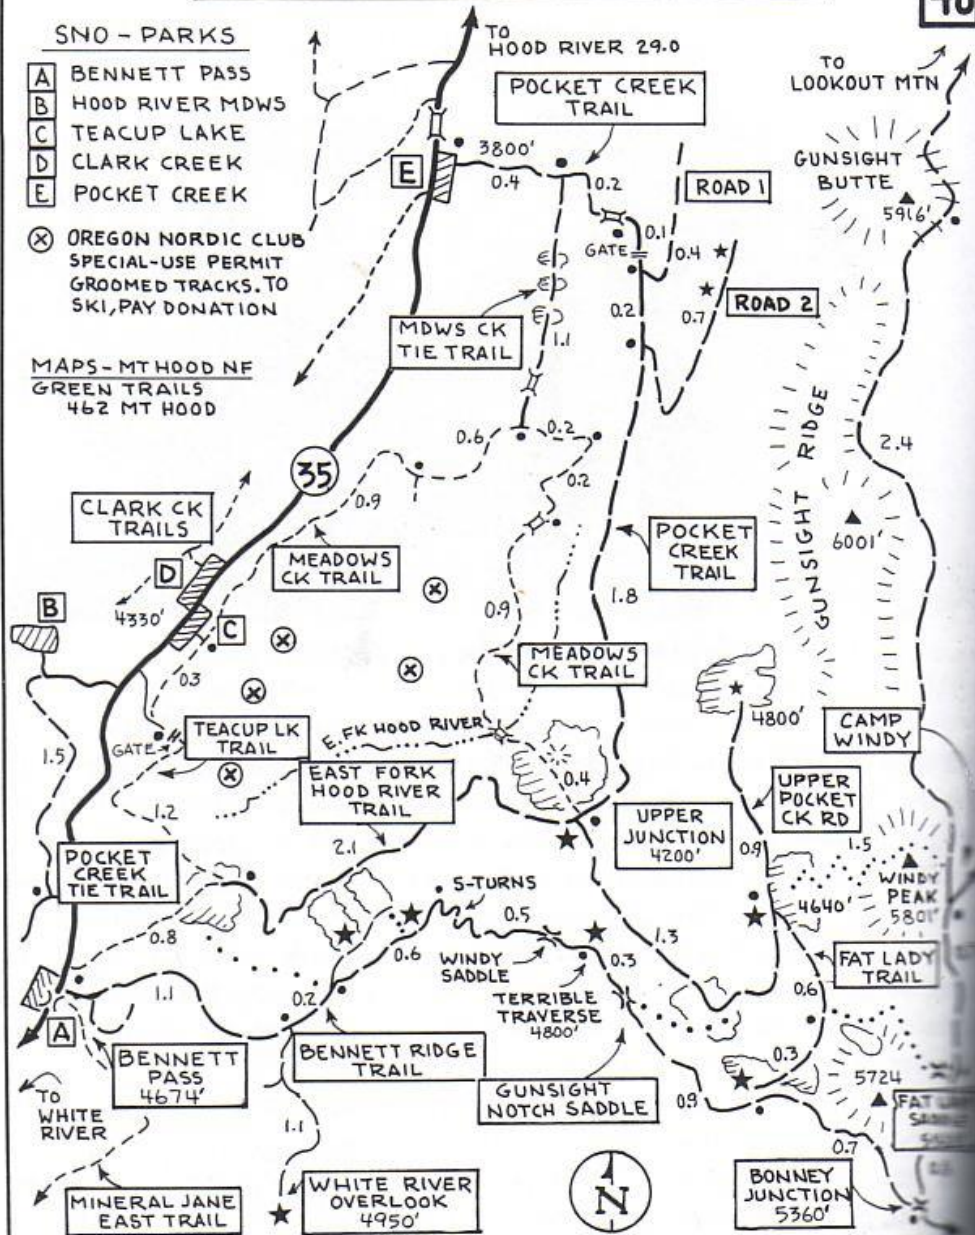 SNO-PARKS
A BENNETT PASS
B HOOD RIVER MDWS
C TEACUP LAKE
D CLARK CREEK
E POCKET CREEK
OREGON NORDIC CLUB
SPECIAL-USE PERMIT
GROOMED TRACKS. TO
SKI, PAY DONATION
MAPS-MT HOOD NF
GREEN TRAILS
462 MT HOOD
TO
HOOD RIVER 29.0
POCKET CREEK
TRAIL
TO
LOOKOUT MTN
GUNSIGHT
BUTTE
5916'
E
3800'
0.4
0.2
ROAD 1
0.1
GATE
0.4
ROAD 2
0.2
0.7
MDWS CK
TIE TRAIL
1.1
0.6
0.2
GUNSIGHT RIDGE
2.4
35
0.9
0.2
6001'
CLARK CK
TRAILS
MEADOWS
CK TRAIL
POCKET
CREEK
TRAIL
D
B
4330'
C
0.9
1.8
MEADOWS
CK TRAIL
0.3
4800'
CAMP
WINDY
GATE
TEACUP LK
TRAIL
E. FK HOOD RIVER
1.5
EAST FORK
HOOD RIVER
TRAIL
0.4
UPPER
JUNCTION
4200'
UPPER
POCKET
CK RD
1.2
2.1
0.9
1.5
POCKET
CREEK
TIE TRAIL
WINDY
PEAK
5801'
4640'
S-TURNS
0.5
0.8
0.6
WINDY
SADDLE
0.3
1.3
FAT LADY
TRAIL
1.1
0.2
TERRIBLE
TRAVERSE
4800'
0.6
A
BENNETT
PASS
4674'
BENNETT RIDGE
TRAIL
GUNSIGHT
NOTCH SADDLE
0.3
5724
0.9
FAT
TO
WHITE
RIVER
1.1
0.7
MINERAL JANE
EAST TRAIL
WHITE RIVER
OVERLOOK
4950'
N
BONNEY
JUNCTION
5360'